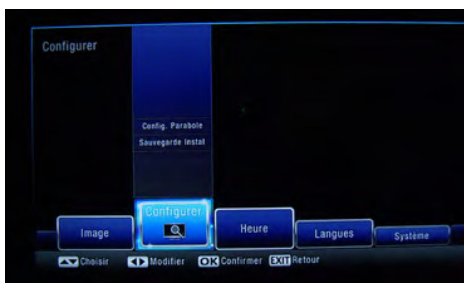 Configurer
Config. Parabole
Sauvegarde Instal
Configurer
Image
Heure
Langues
Système
Choisir Modifier OK Confirmer EXIT Retour